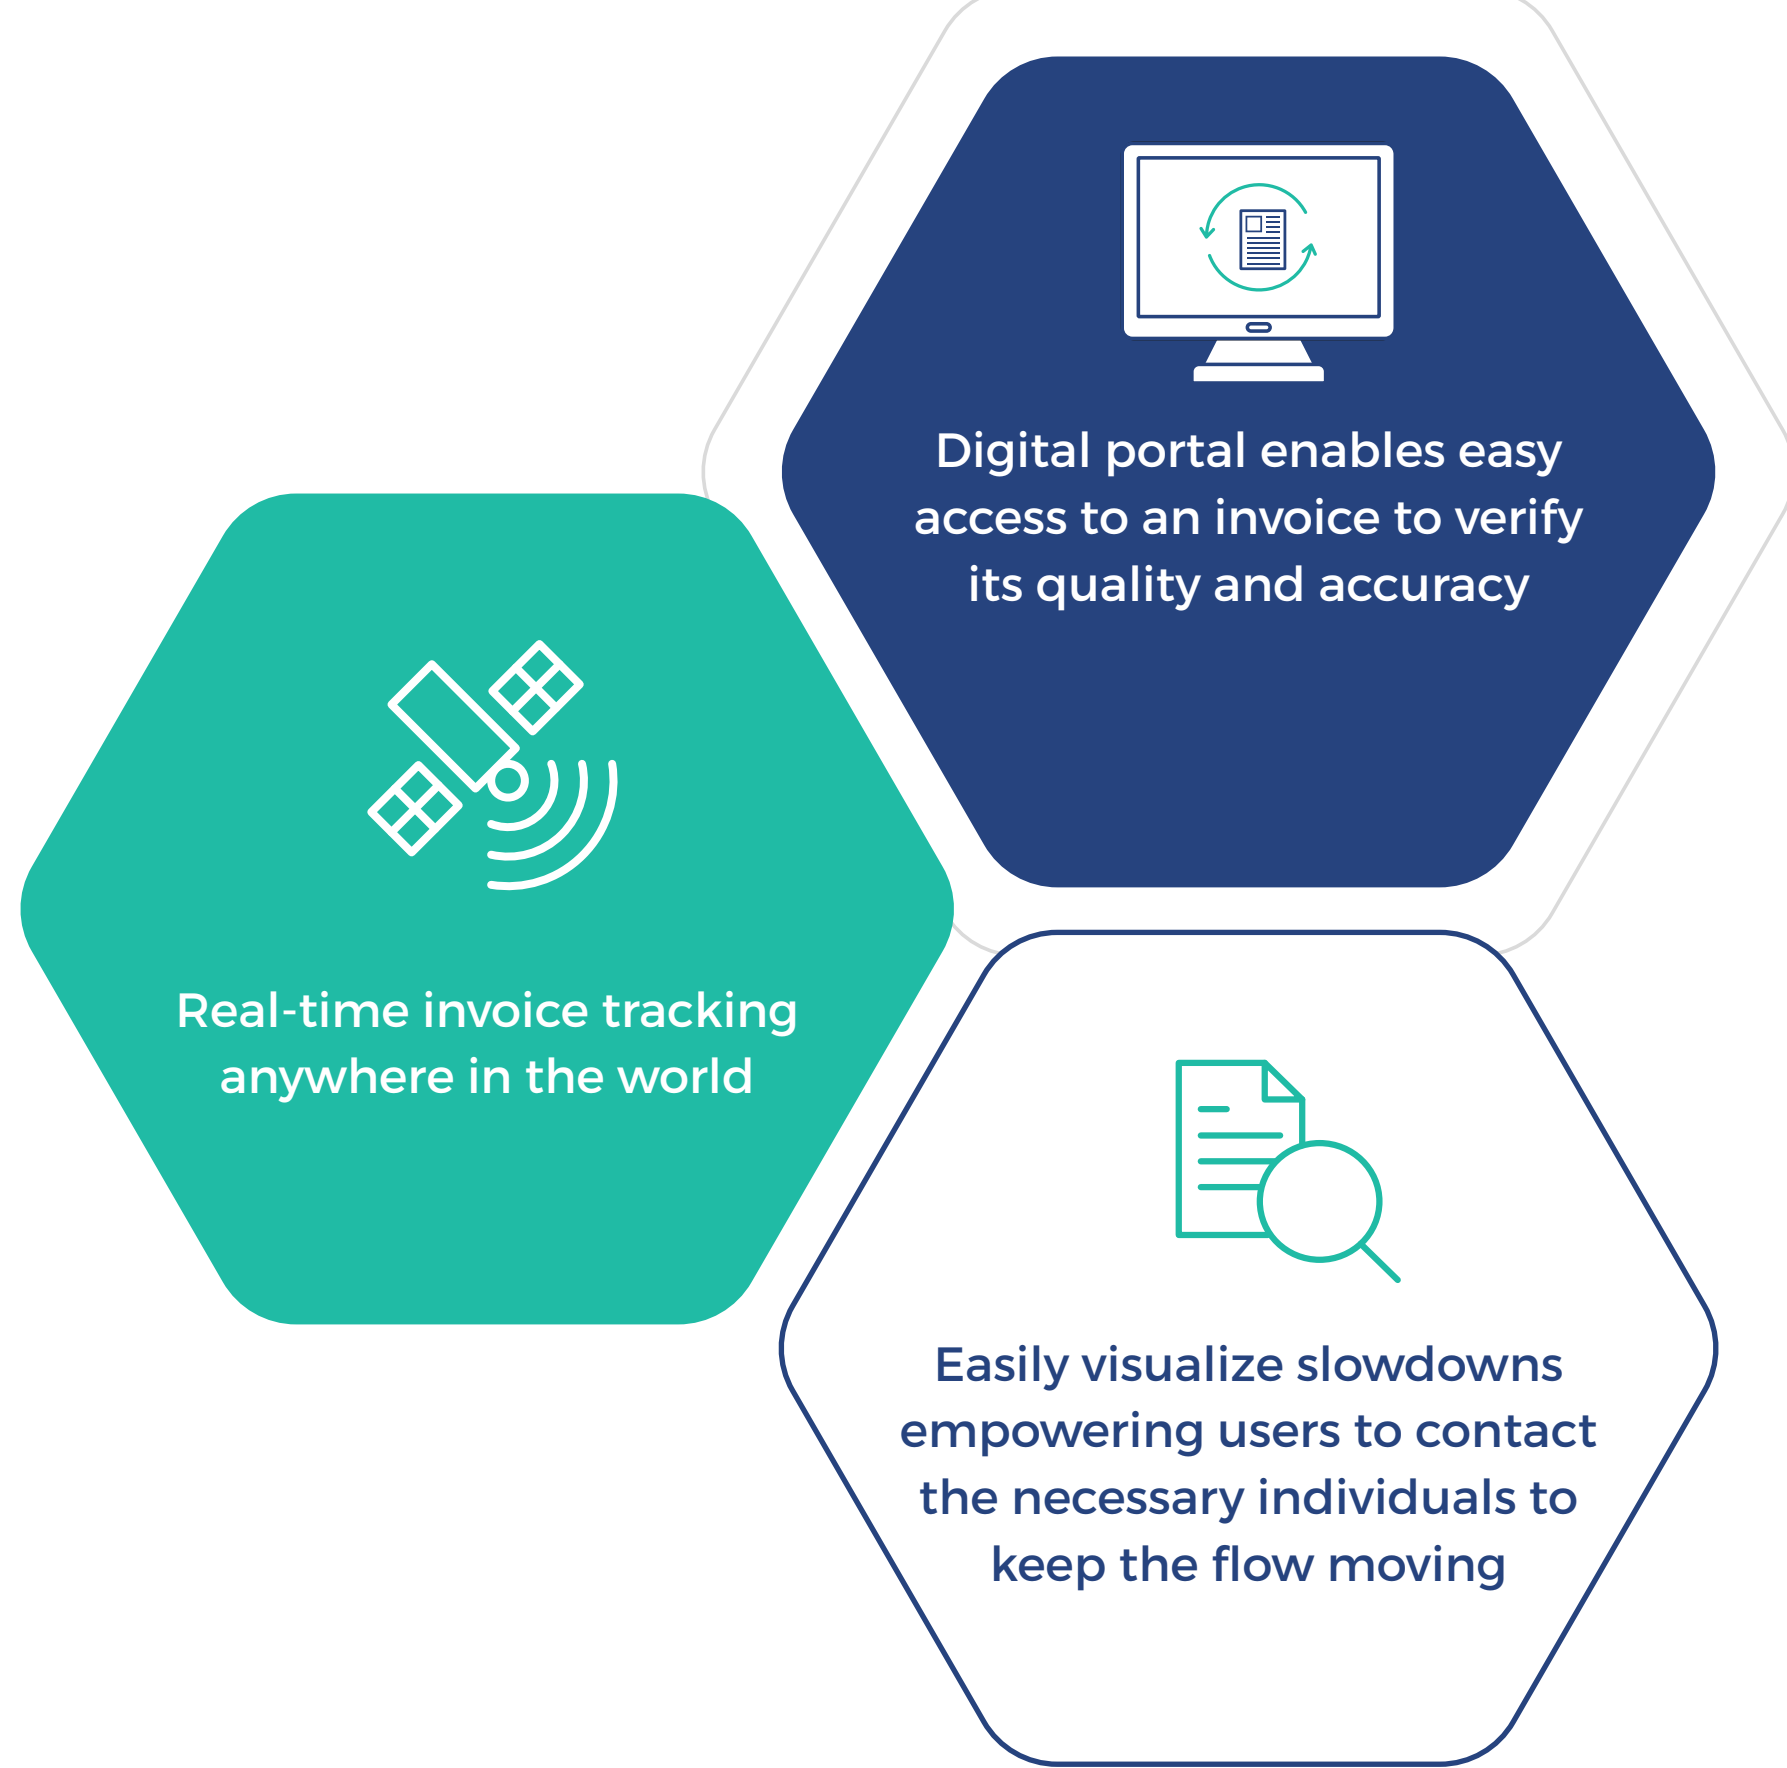 Digital portal enables easy
access to an invoice to verify
its quality and accuracy
Real-time invoice tracking
anywhere in the world
Easily visualize slowdowns
empowering users to contact
the necessary individuals to
keep the flow moving